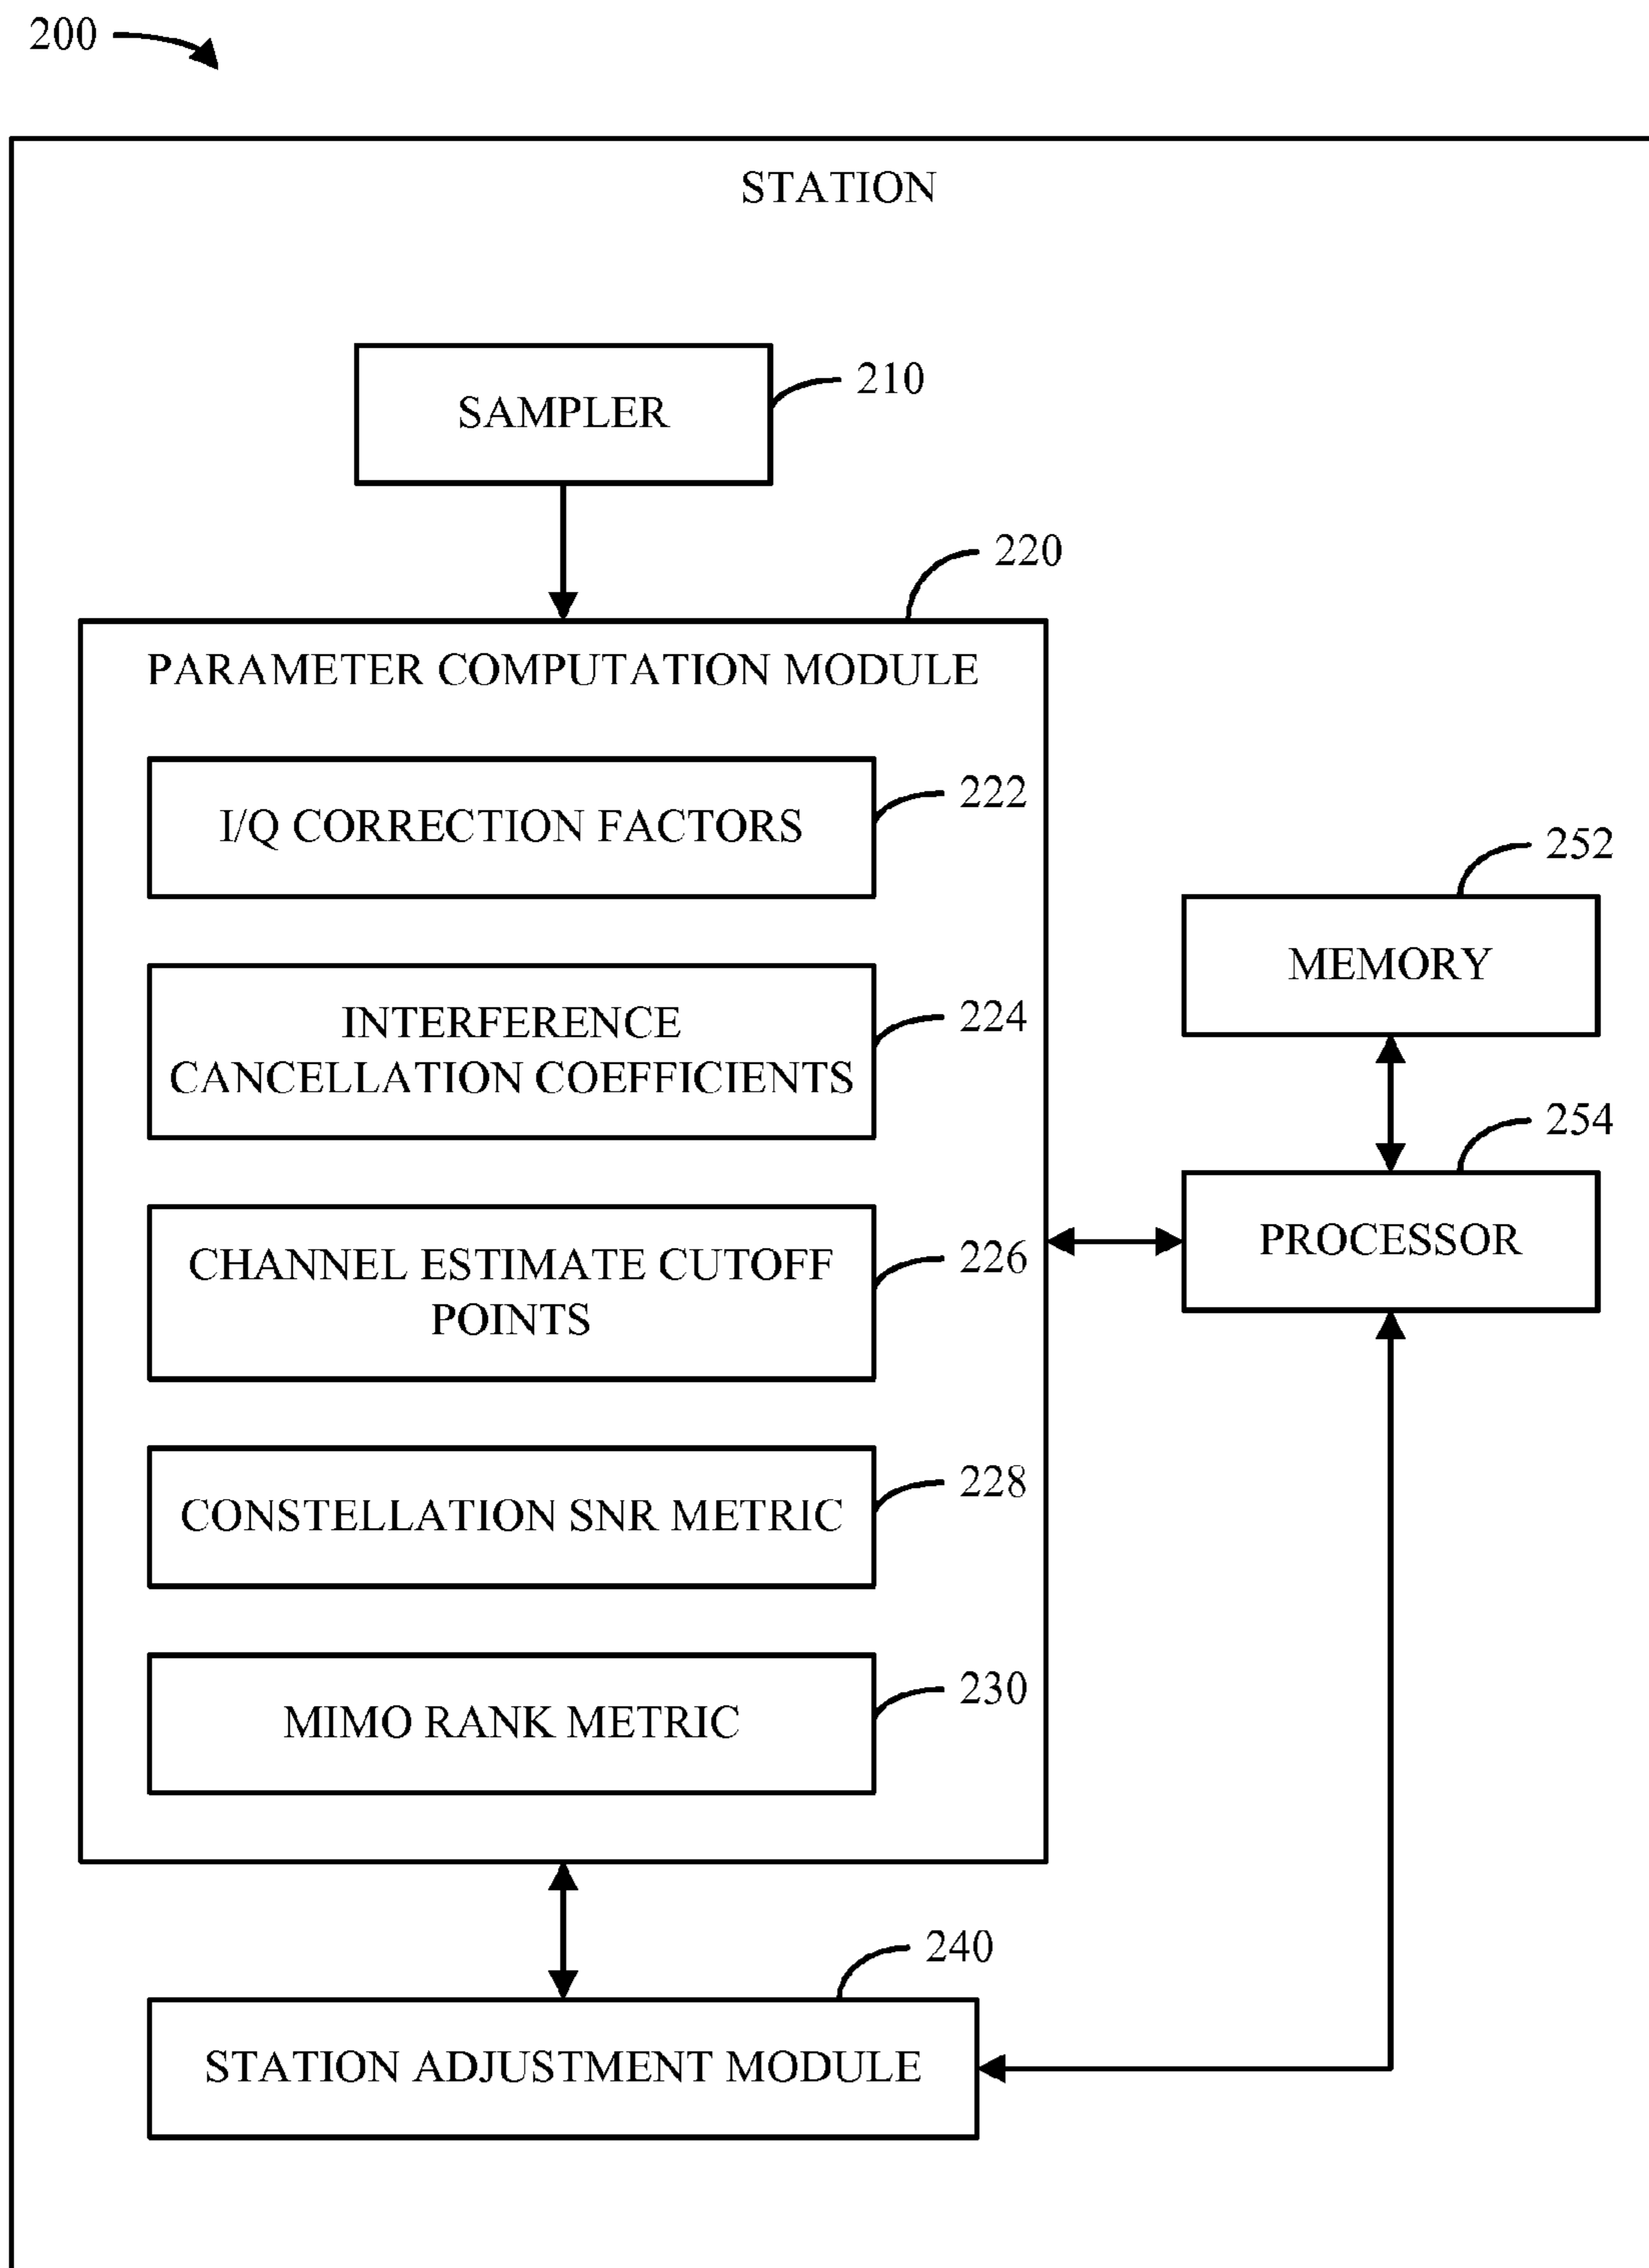 200
STATION
SAMPLER
210
220
PARAMETER COMPUTATION MODULE
I/Q CORRECTION FACTORS
222
INTERFERENCE
CANCELLATION COEFFICIENTS
224
CHANNEL ESTIMATE CUTOFF
POINTS
226
CONSTELLATION SNR METRIC
228
MIMO RANK METRIC
230
252
MEMORY
254
PROCESSOR
240
STATION ADJUSTMENT MODULE